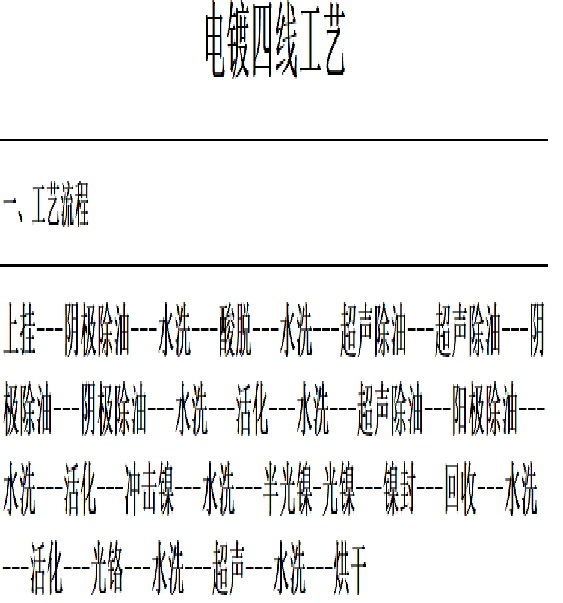 电镀四线工艺
一、工艺流程
上挂---阴极除油---水洗---酸脱---水洗---超声除油---超声除油---阴
极除油---阴极除油---水洗---活化---水洗---超声除油---阳极除油---
水洗---活化---冲击镍---水洗---半光镍-光镍---镍封---回收---水洗
---活化---光铬---水洗---超声---水洗---烘干